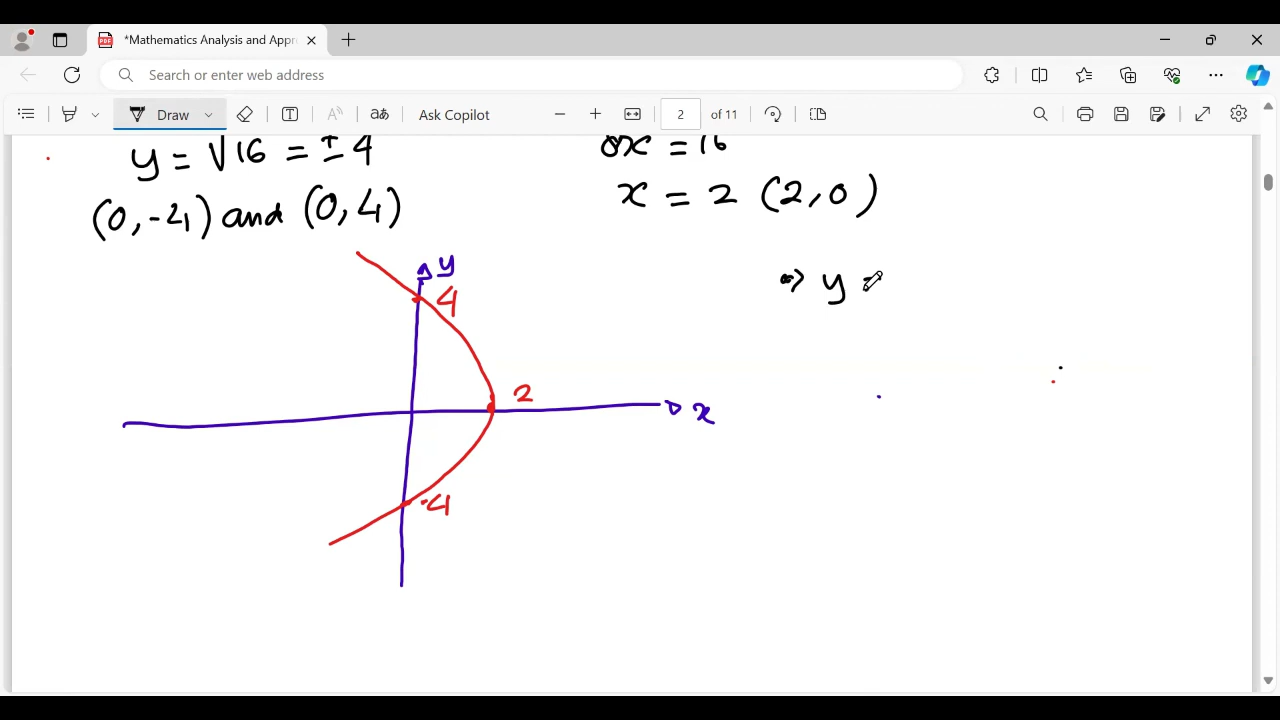 *Mathematics Analysis and Appr
Search or enter web address
Draw
Ask Copilot
2 of 11
y = √16 = ± 4
8x = 16
(0,-4) and (0,4)
x = 2 (2,0)
y
4
⇒ y =
2
x
-4